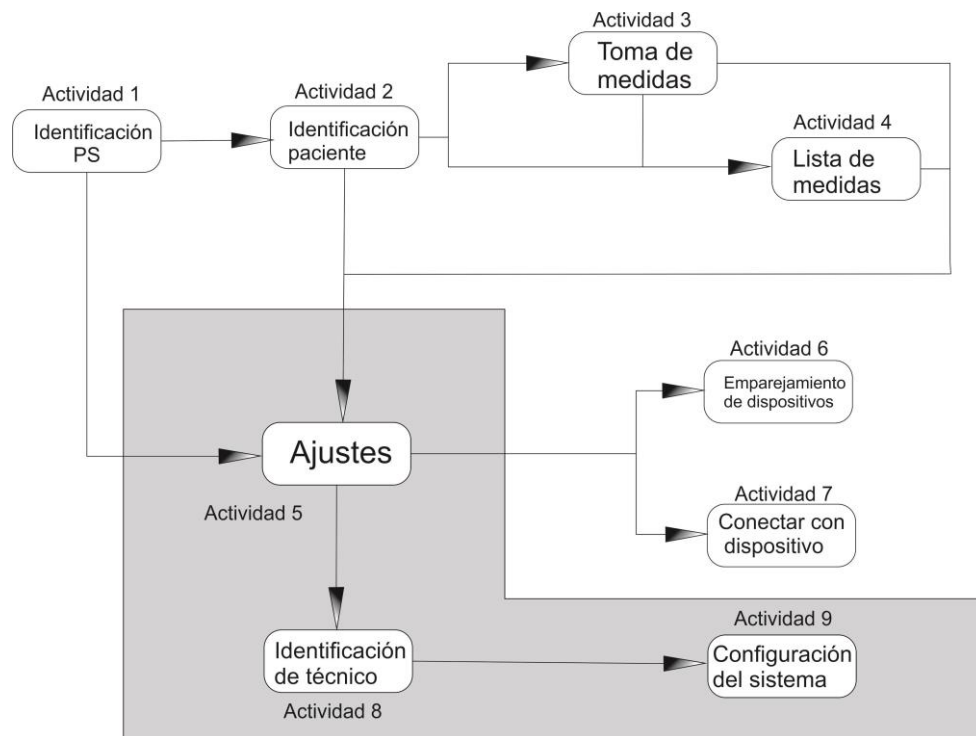 Actividad 1
Identificación
PS
Actividad 2
Identificación
paciente
Actividad 3
Toma de
medidas
Actividad 4
Lista de
medidas
Ajustes
Actividad 5
Actividad 6
Emparejamiento
de dispositivos
Actividad 7
Conectar con
dispositivo
Identificación
de técnico
Actividad 8
Actividad 9
Configuración
del sistema